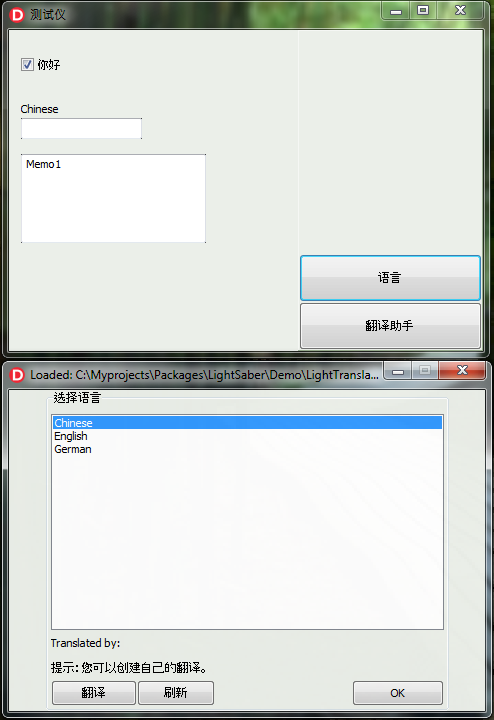 测试仪
你好
Chinese
Memo1
语言
翻译助手
Loaded: C:\Myprojects\Packages\LightSaber\Demo\LightTransla...
选择语言
Chinese
English
German
Translated by:
提示:您可以创建自己的翻译。
翻译
刷新
OK